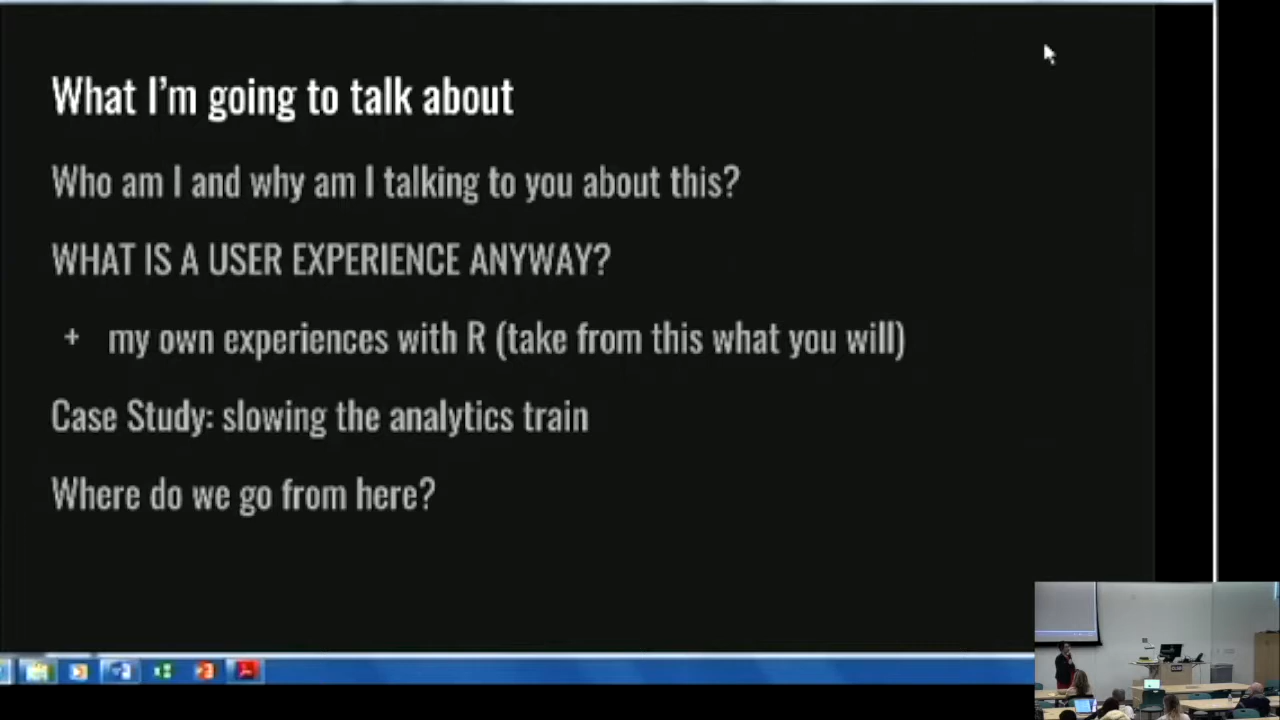 What I'm going to talk about
Who am I and why am I talking to you about this?
WHAT IS A USER EXPERIENCE ANYWAY?
+ my own experiences with R (take from this what you will)
Case Study: slowing the analytics train
Where do we go from here?